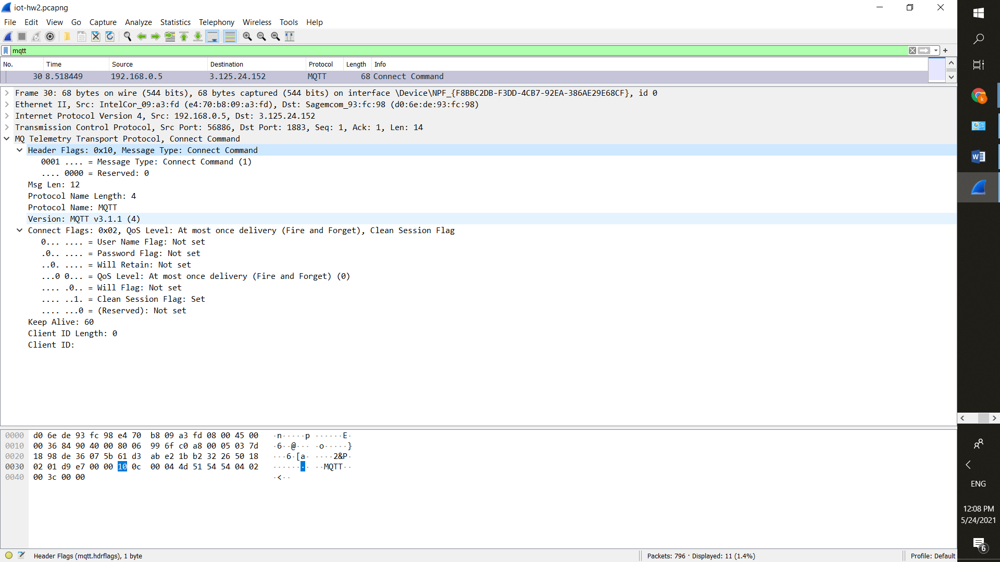 iot-hw2.pcapng
File Edit View Go Capture Analyze Statistics Telephony Wireless Tools Help
mqtt
No. Time Source Destination Protocol Length Info
30 8.518449 192.168.0.5 3.125.24.152 MQTT 68 Connect Command
Frame 30: 68 bytes on wire (544 bits), 68 bytes captured (544 bits) on interface \Device\NPF_{F8BBC2DB-F3DD-4CB7-92EA-386AE29E68CF}, id 0
Ethernet II, Src: IntelCor_09:a3:fd (e4:70:b8:09:a3:fd), Dst: Sagemcom_93:fc:98 (d0:6e:de:93:fc:98)
Internet Protocol Version 4, Src: 192.168.0.5, Dst: 3.125.24.152
Transmission Control Protocol, Src Port: 56886, Dst Port: 1883, Seq: 1, Ack: 1, Len: 14
MQ Telemetry Transport Protocol, Connect Command
Header Flags: 0x10, Message Type: Connect Command
0001 .... = Message Type: Connect Command (1)
.... 0000 = Reserved: 0
Msg Len: 12
Protocol Name Length: 4
Protocol Name: MQTT
Version: MQTT v3.1.1 (4)
Connect Flags: 0x02, QoS Level: At most once delivery (Fire and Forget), Clean Session Flag
0... .... = User Name Flag: Not set
.0.. .... = Password Flag: Not set
..0. .... = Will Retain: Not set
...0 0... = QoS Level: At most once delivery (Fire and Forget) (0)
.... .0.. = Will Flag: Not set
.... ..1. = Clean Session Flag: Set
.... ...0 = (Reserved): Not set
Keep Alive: 60
Client ID Length: 0
Client ID:
0000 d0 6e de 93 fc 98 e4 70 b8 09 a3 fd 08 00 45 00 ·n·····p ······E·
0010 00 36 84 90 40 00 80 06 99 6f c0 a8 00 05 03 7d ·6··@··· ·o·····}
0020 18 98 de 36 07 5b 61 d3 ab e2 1b b2 32 26 50 18 ···6·[a· ····2&P·
0030 02 01 d9 e7 00 00 10 0c 00 04 4d 51 54 54 04 02 ········ ··MQTT··
0040 00 3c 00 00 ·<··
Header Flags (mqtt.hdrflags), 1 byte
Packets: 796 · Displayed: 11 (1.4%)
Profile: Default
k
W
ENG
12:08 PM
5/24/2021
6